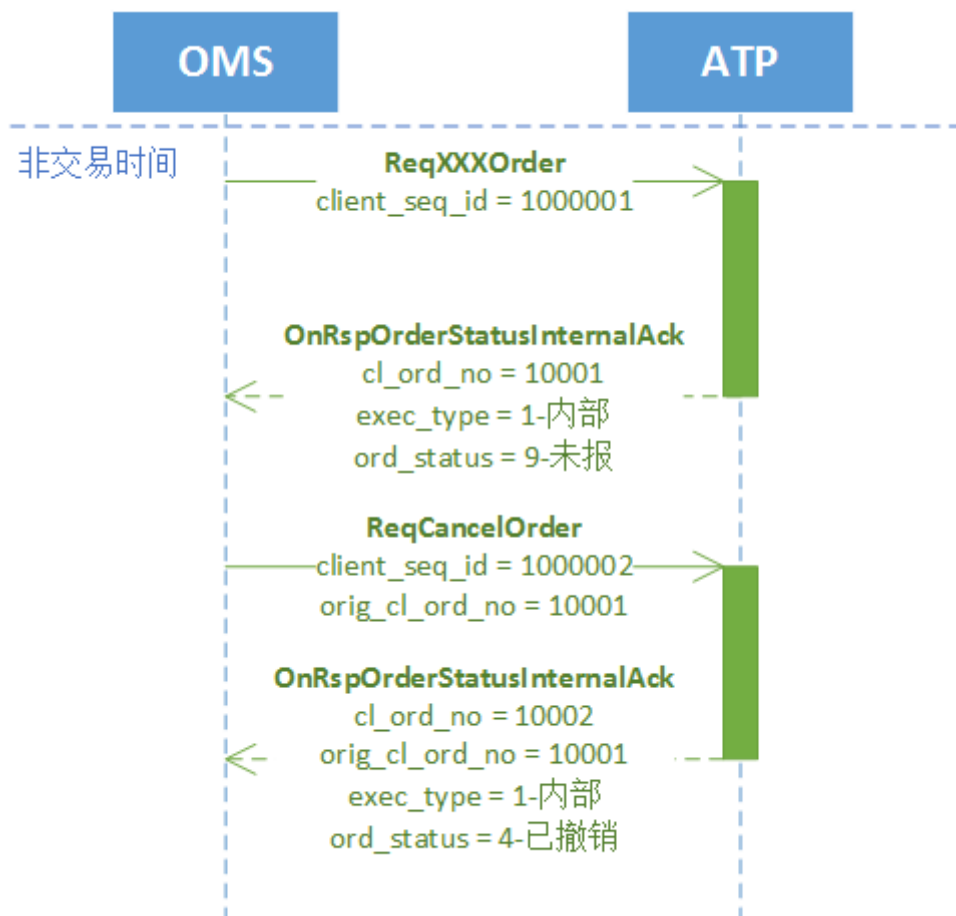 OMS
ATP
非交易时间
ReqXXXOrder
client_seq_id = 1000001
OnRspOrderStatusInternalAck
cl_ord_no = 10001
exec_type = 1-内部
ord_status = 9-未报
ReqCancelOrder
client_seq_id = 1000002
orig_cl_ord_no = 10001
OnRspOrderStatusInternalAck
cl_ord_no = 10002
orig_cl_ord_no = 10001
exec_type = 1-内部
ord_status = 4-已撤销